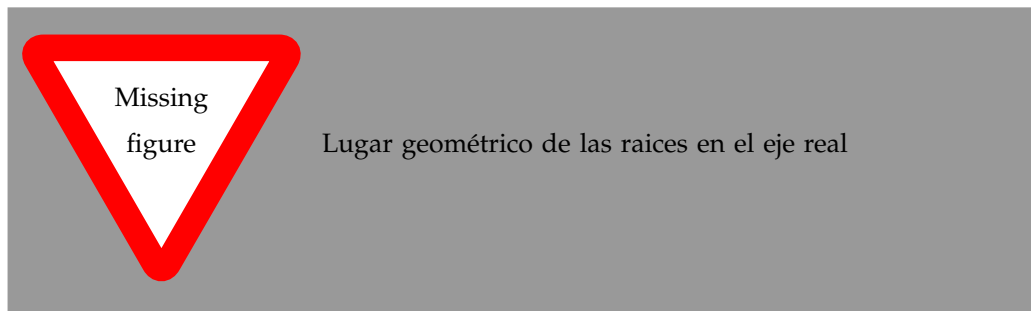 Missing
figure
Lugar geométrico de las raices en el eje real